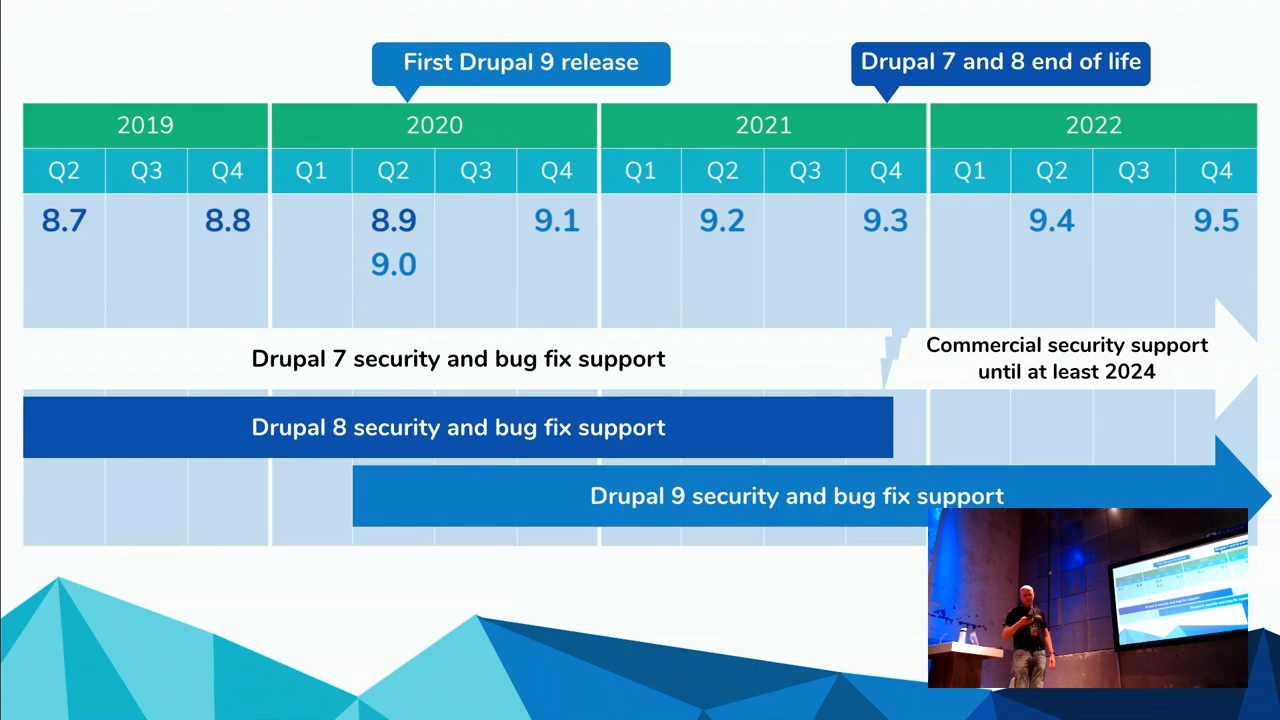 First Drupal 9 release
Drupal 7 and 8 end of life
2019 2020 2021 2022
Q2 Q3 Q4 Q1 Q2 Q3 Q4 Q1 Q2 Q3 Q4 Q1 Q2 Q3 Q4
8.7 8.8 8.9 9.1 9.2 9.3 9.4 9.5
9.0
Drupal 7 security and bug fix support
Commercial security support
until at least 2024
Drupal 8 security and bug fix support
Drupal 9 security and bug fix support